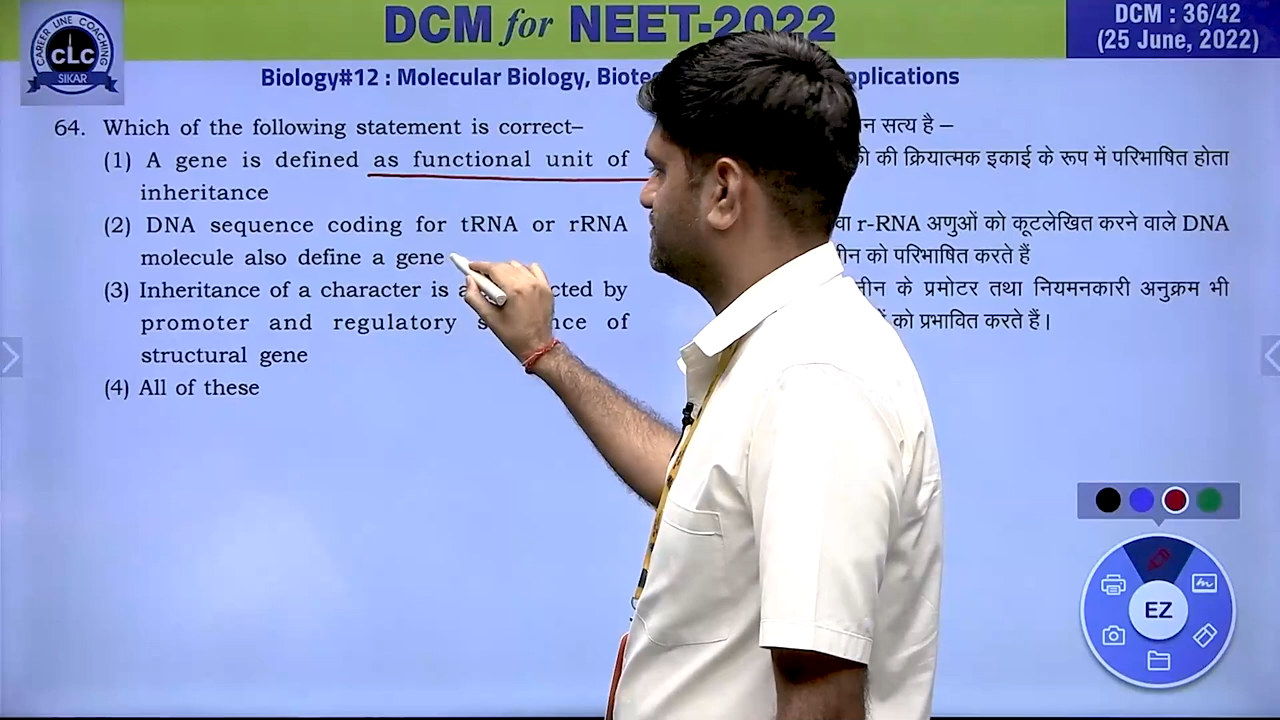 DCM for NEET-2022
DCM : 36/42
(25 June, 2022)
CAREER LINE COACHING
CLC
SIKAR
Biology#12 : Molecular Biology,
64. Which of the following statement is correct–
(1) A gene is defined as functional unit of
inheritance
(2) DNA sequence coding for tRNA or rRNA
molecule also define a gene
(3) Inheritance of a character is by
promoter and regulatory of
structural gene
(4) All of these
सत्य है –
की क्रियात्मक इकाई के रूप में परिभाषित होता
r-RNA अणुओं को कूटलेखित करने वाले DNA
को परिभाषित करते हैं
के प्रमोटर तथा नियमनकारी अनुक्रम भी
को प्रभावित करते हैं।
EZ